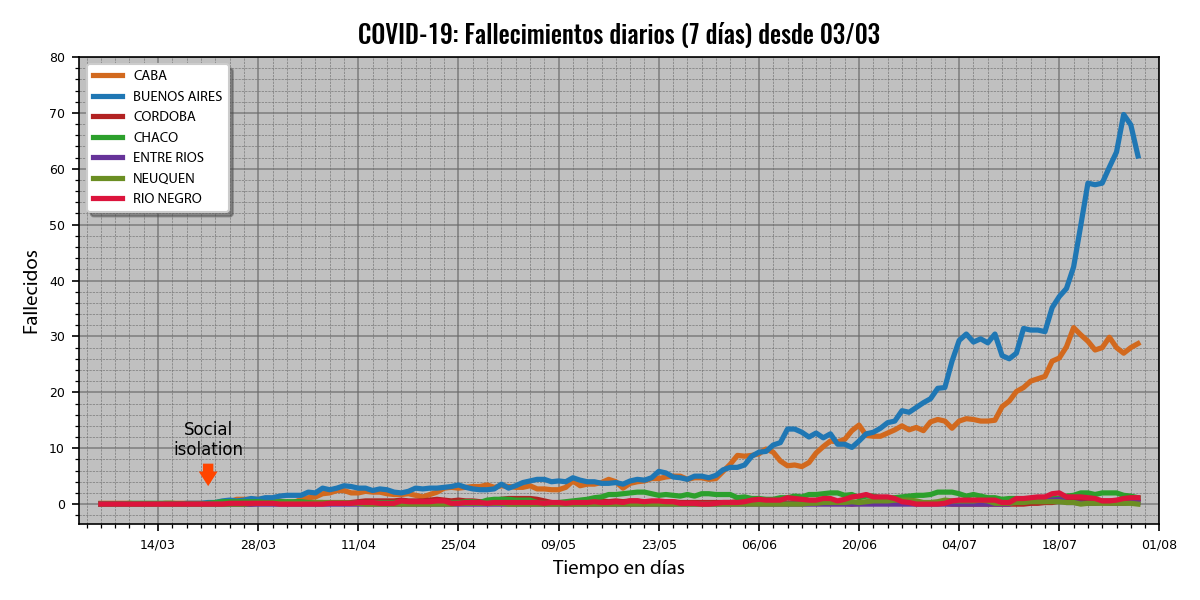 COVID-19: Fallecimientos diarios (7 días) desde 03/03
80
70
60
50
40
30
20
10
0
Fallecidos
CABA
BUENOS AIRES
CORDOBA
CHACO
ENTRE RIOS
NEUQUEN
RIO NEGRO
Social
isolation
14/03 28/03 11/04 25/04 09/05 23/05 06/06 20/06 04/07 18/07 01/08
Tiempo en días